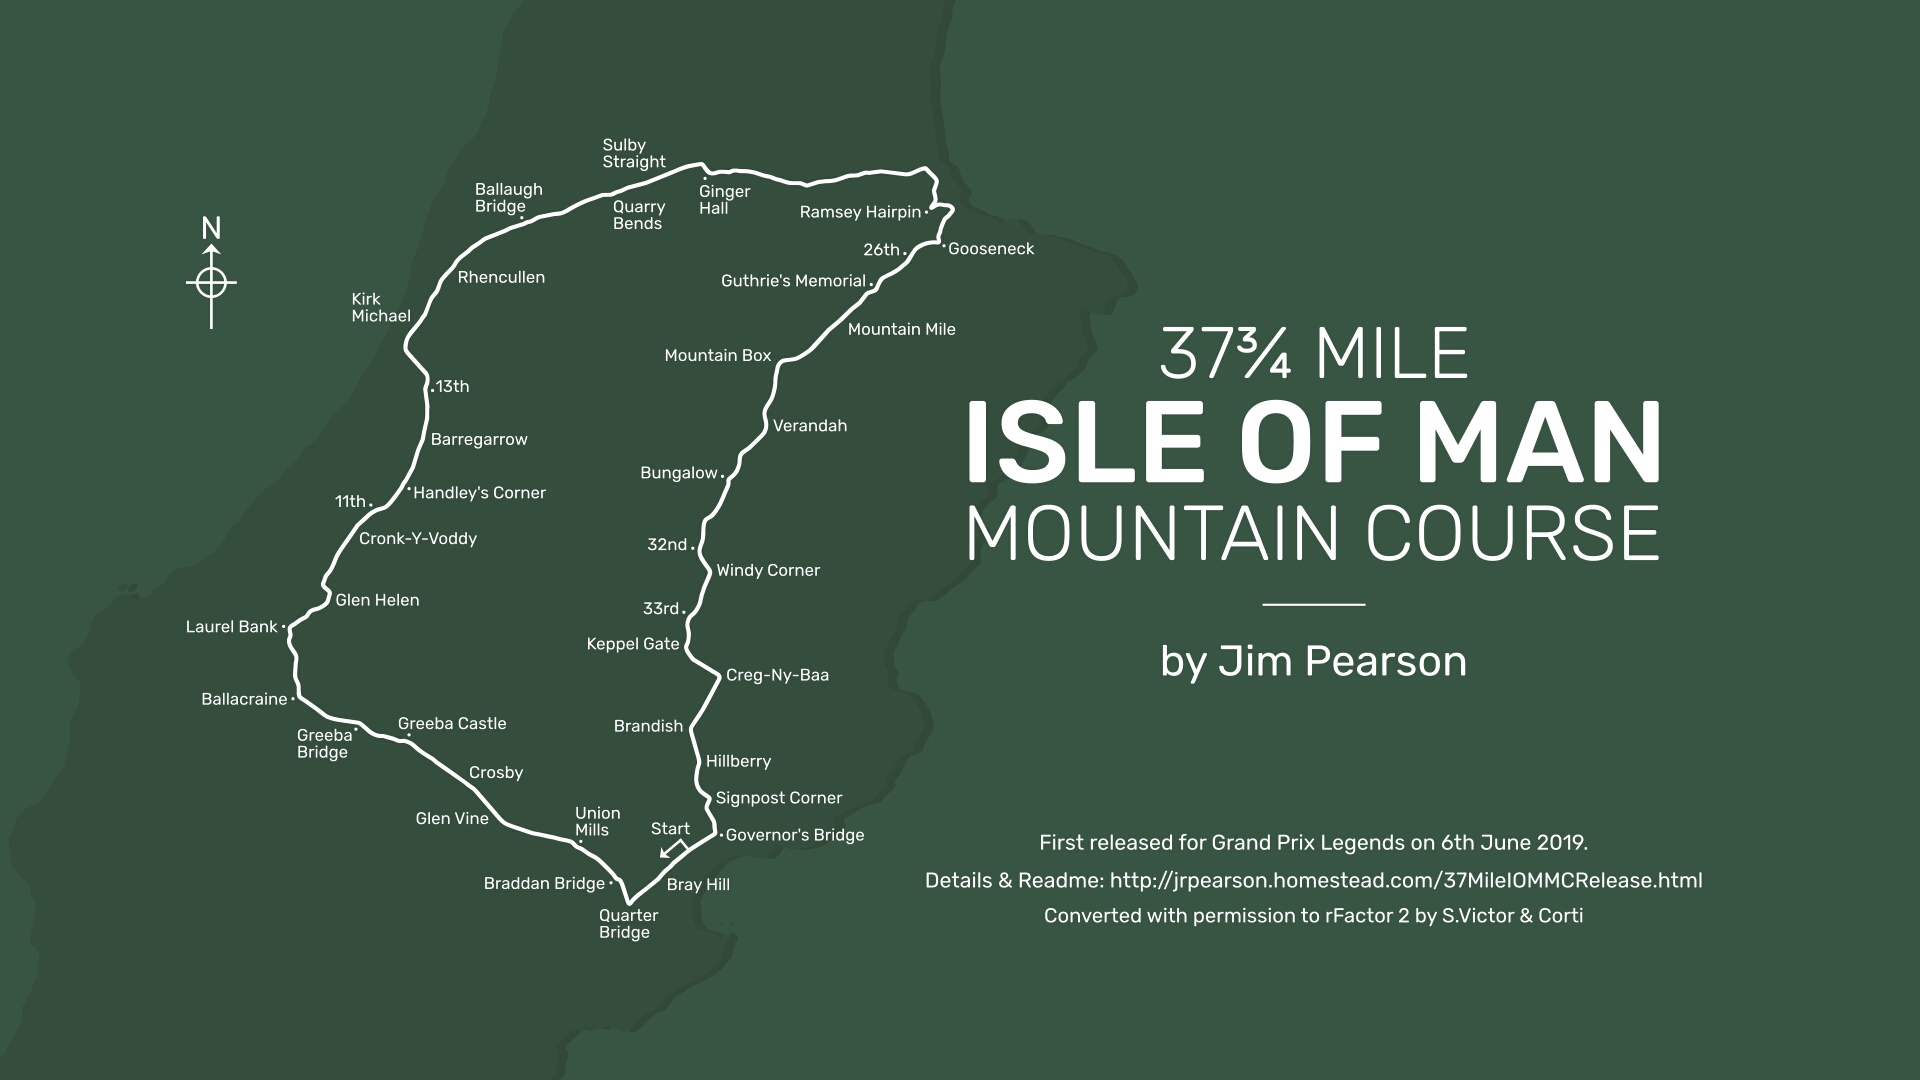 Sulby
Straight
Ballaugh
Bridge
Ginger
Hall
Quarry
Bends
Ramsey Hairpin
N
26th
Gooseneck
Rhencullen
Guthrie's Memorial
Kirk
Michael
Mountain Mile
Mountain Box
13th
Verandah
Barregarrow
Bungalow
Handley's Corner
11th
Cronk-Y-Voddy
32nd
Windy Corner
Glen Helen
33rd
Laurel Bank
Keppel Gate
Creg-Ny-Baa
Ballacraine
Greeba Castle
Brandish
Greeba
Bridge
Hillberry
Crosby
Signpost Corner
Glen Vine
Union
Mills
Start
Governor's Bridge
Braddan Bridge
Bray Hill
Quarter
Bridge
37¾ MILE
ISLE OF MAN
MOUNTAIN COURSE
by Jim Pearson
First released for Grand Prix Legends on 6th June 2019.
Details & Readme: http://jrpearson.homestead.com/37MileIOMMCRelease.html
Converted with permission to rFactor 2 by S.Victor & Corti